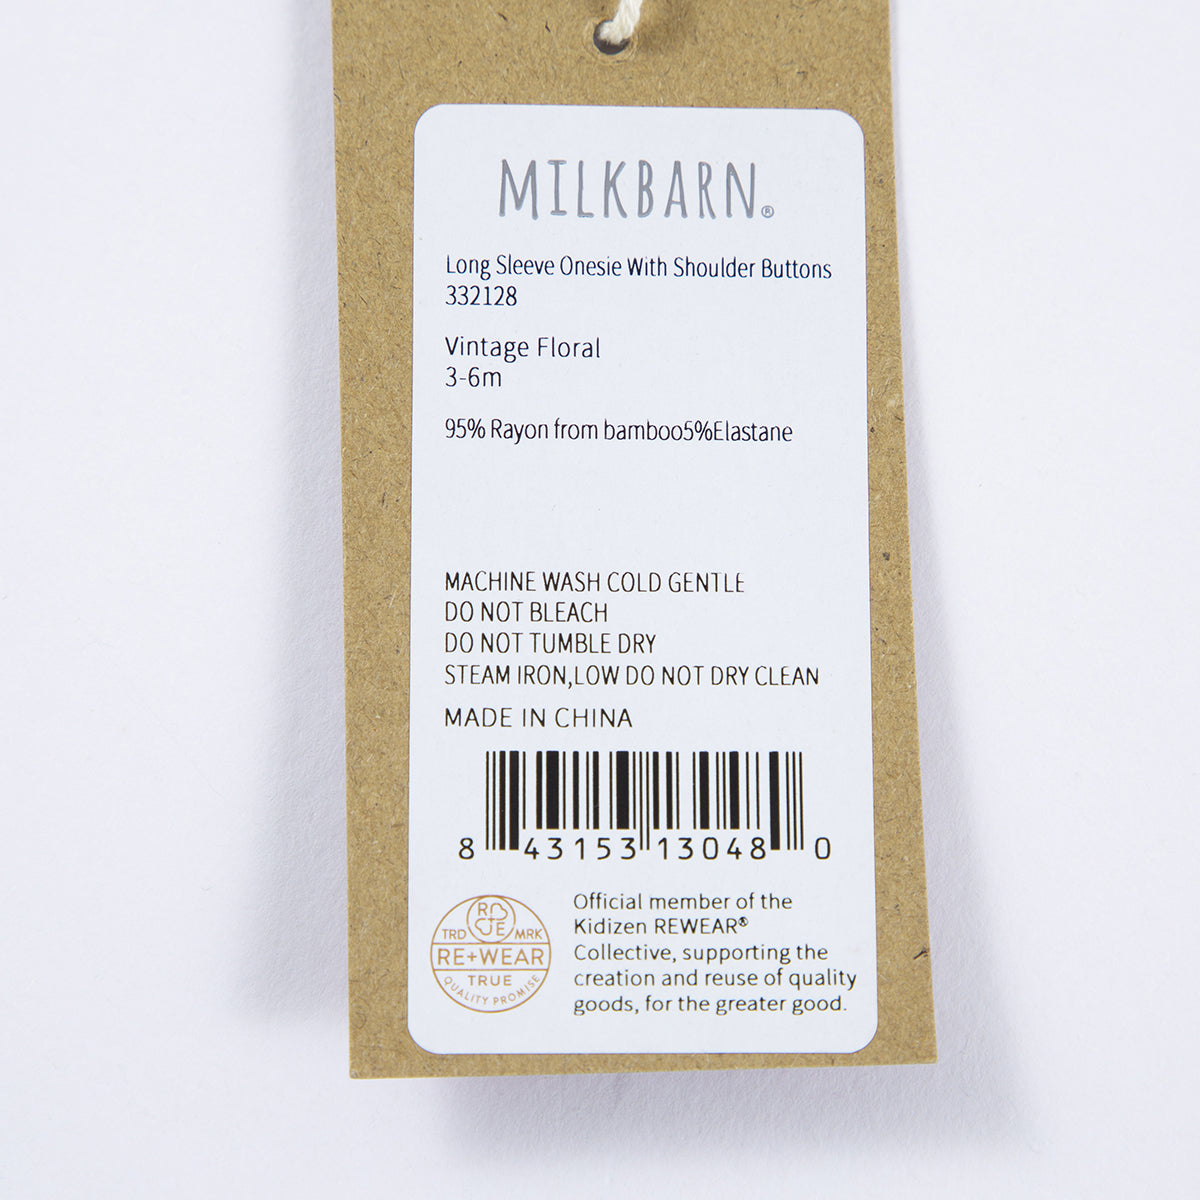 MILKBARN®
Long Sleeve Onesie With Shoulder Buttons
332128
Vintage Floral
3-6m
95% Rayon from bamboo5%Elastane
MACHINE WASH COLD GENTLE
DO NOT BLEACH
DO NOT TUMBLE DRY
STEAM IRON,LOW DO NOT DRY CLEAN
MADE IN CHINA
8 43153 13048 0
TRD MRK
RE+WEAR
TRUE
QUALITY PROMISE
Official member of the
Kidizen REWEAR®
Collective, supporting the
creation and reuse of quality
goods, for the greater good.